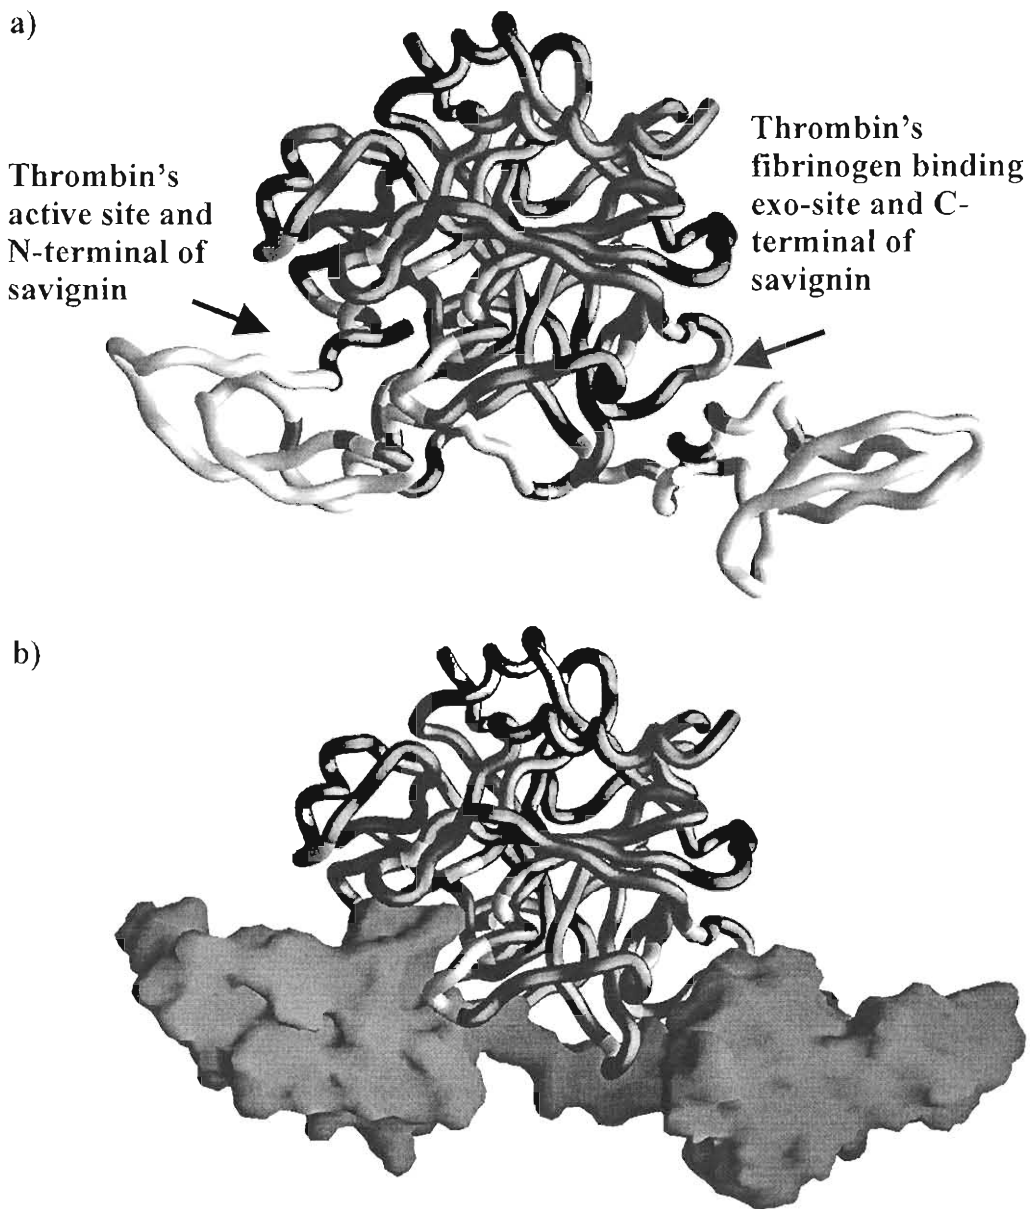 a)
Thrombin's
active site and
N-terminal of
savignin
Thrombin's
fibrinogen binding
exo-site and C-
terminal of
savignin
b)